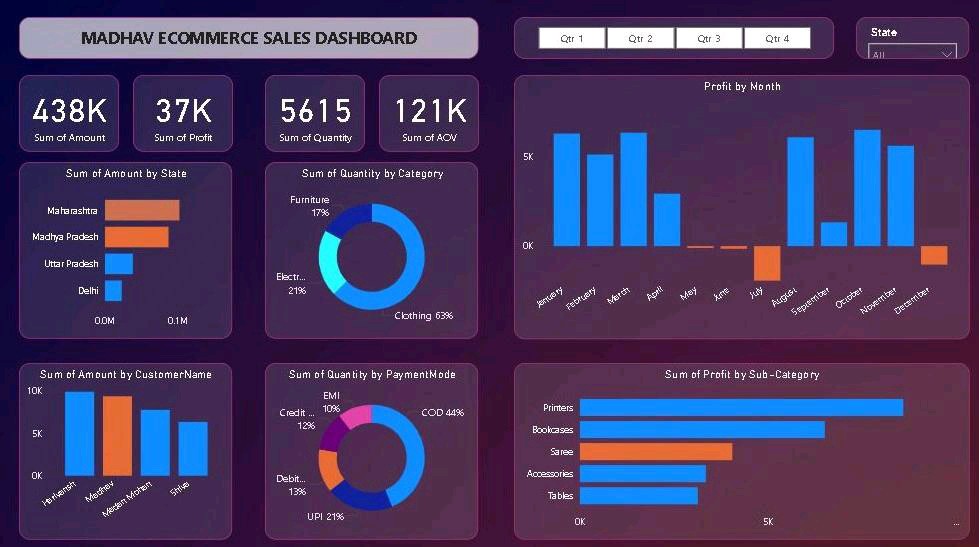 MADHAV ECOMMERCE SALES DASHBOARD
Qtr 1 Qtr 2 Qtr 3 Qtr 4
State
All
438K
Sum of Amount
37K
Sum of Profit
5615
Sum of Quantity
121K
Sum of AOV
Profit by Month
5K
0K
January February March April May June July August September October November December
Sum of Amount by State
Maharashtra
Madhya Pradesh
Uttar Pradesh
Delhi
0.0M 0.1M
Sum of Quantity by Category
Furniture
17%
Electr...
21%
Clothing 63%
Sum of Amount by CustomerName
10K
5K
0K
Harivansh Madhav Madan Mohan Shiva
Sum of Quantity by PaymentMode
EMI
10%
COD 44%
Credit ...
12%
Debit...
13%
UPI 21%
Sum of Profit by Sub-Category
Printers
Bookcases
Saree
Accessories
Tables
0K 5K ...